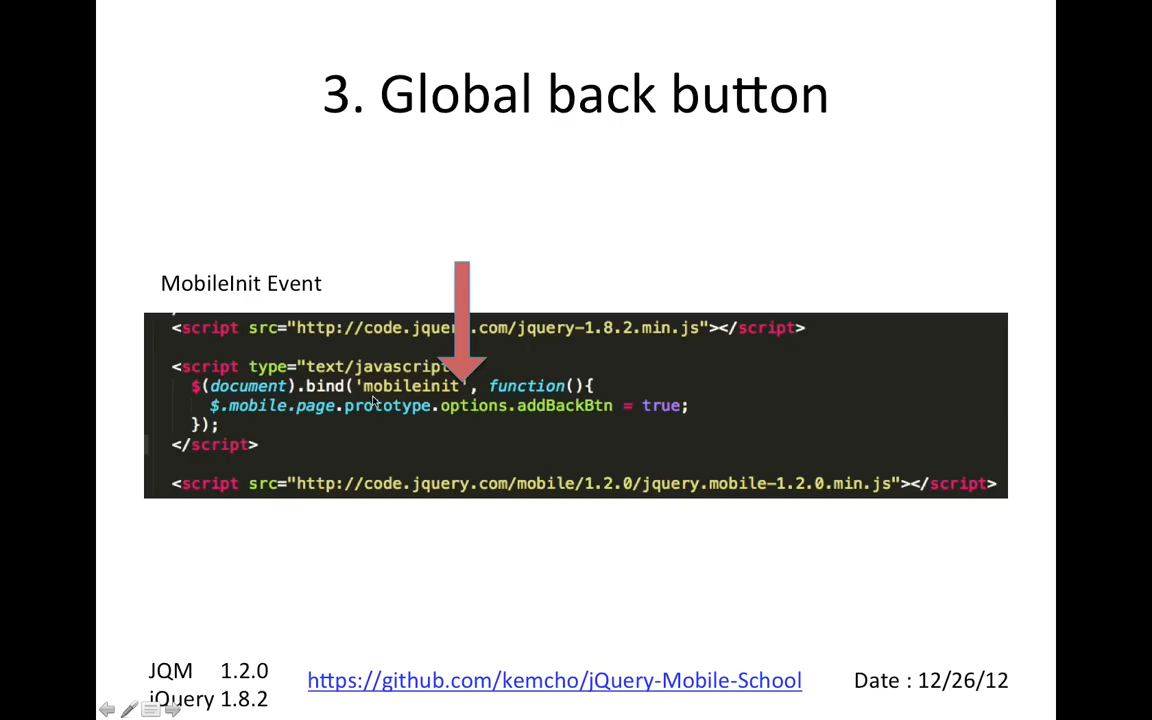 3. Global back button
MobileInit Event
<script src="http://code.jquery.com/jquery-1.8.2.min.js"></script>
<script type="text/javascript
$(document).bind('mobileinit', function(){
$.mobile.page.prototype.options.addBackBtn = true;
});
</script>
<script src="http://code.jquery.com/mobile/1.2.0/jquery.mobile-1.2.0.min.js"></script>
JQM 1.2.0
jQuery 1.8.2
https://github.com/kemcho/jQuery-Mobile-School
Date : 12/26/12